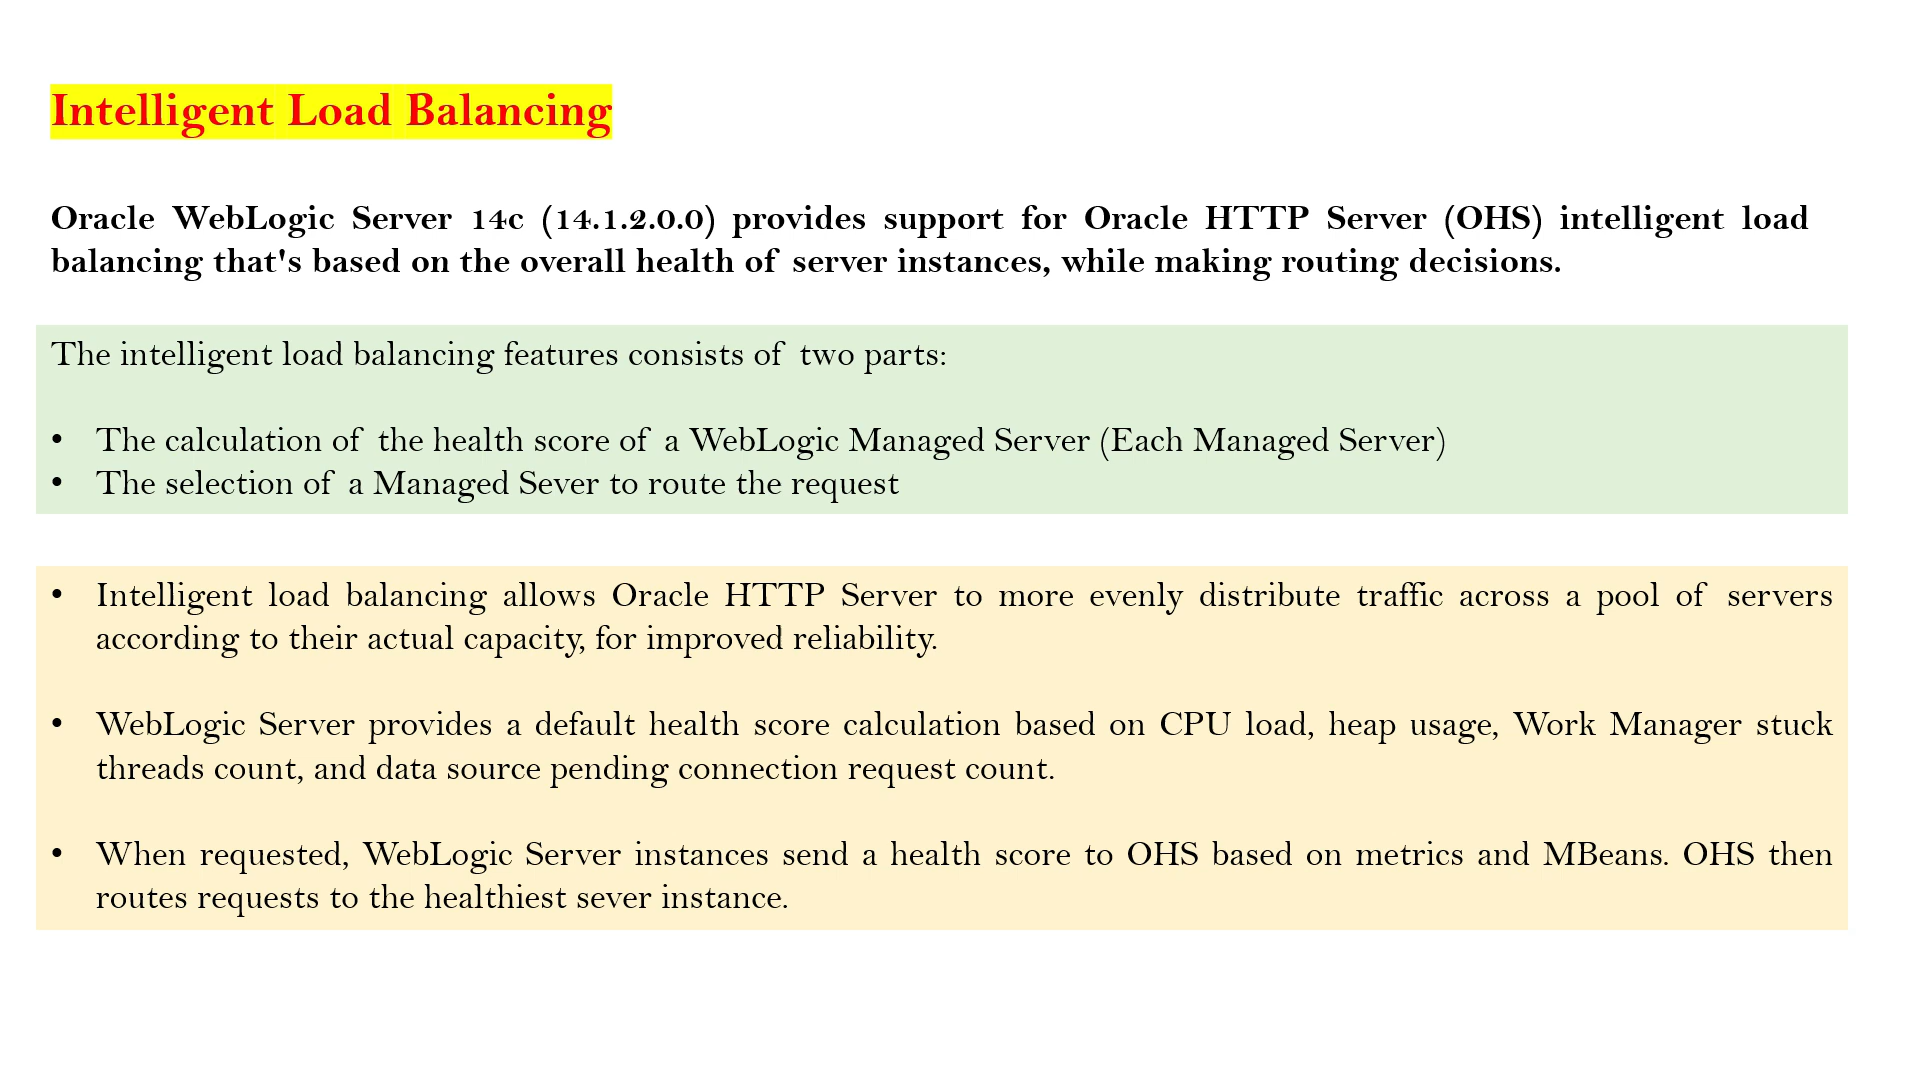 Intelligent Load Balancing
Oracle WebLogic Server 14c (14.1.2.0.0) provides support for Oracle HTTP Server (OHS) intelligent load
balancing that's based on the overall health of server instances, while making routing decisions.
The intelligent load balancing features consists of two parts:
• The calculation of the health score of a WebLogic Managed Server (Each Managed Server)
• The selection of a Managed Sever to route the request
• Intelligent load balancing allows Oracle HTTP Server to more evenly distribute traffic across a pool of servers
according to their actual capacity, for improved reliability.
• WebLogic Server provides a default health score calculation based on CPU load, heap usage, Work Manager stuck
threads count, and data source pending connection request count.
• When requested, WebLogic Server instances send a health score to OHS based on metrics and MBeans. OHS then
routes requests to the healthiest sever instance.